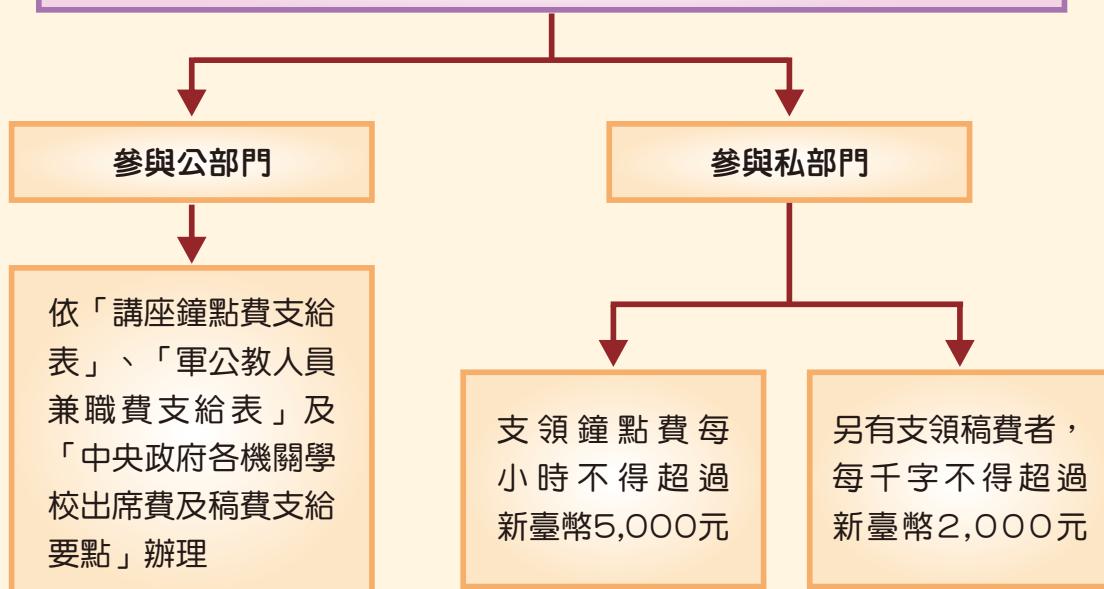 參與公部門
參與私部門
依「講座鐘點費支給
表」、「軍公教人員
兼職費支給表」及
「中央政府各機關學
校出席費及稿費支給
要點」辦理
支領鐘點費每
小時不得超過
新臺幣5,000元
另有支領稿費者，
每千字不得超過
新臺幣2,000元